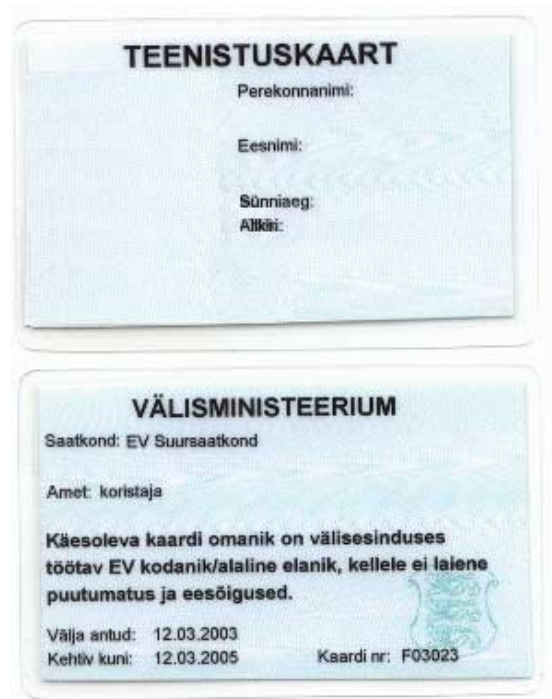 TEENISTUSKAART
Perekonnanimi:
Eesnimi:
Sünniaeg:
Allkiri:
VÄLISMINISTEERIUM
Saatkond: EV Suursaatkond
Amet: koristaja
Käesoleva kaardi omanik on välisesinduses
töötav EV kodanik/alaline elanik, kellele ei laiene
puutumatus ja eesõigused.
Välja antud: 12.03.2003
Kehtiv kuni: 12.03.2005 Kaardi nr: F03023